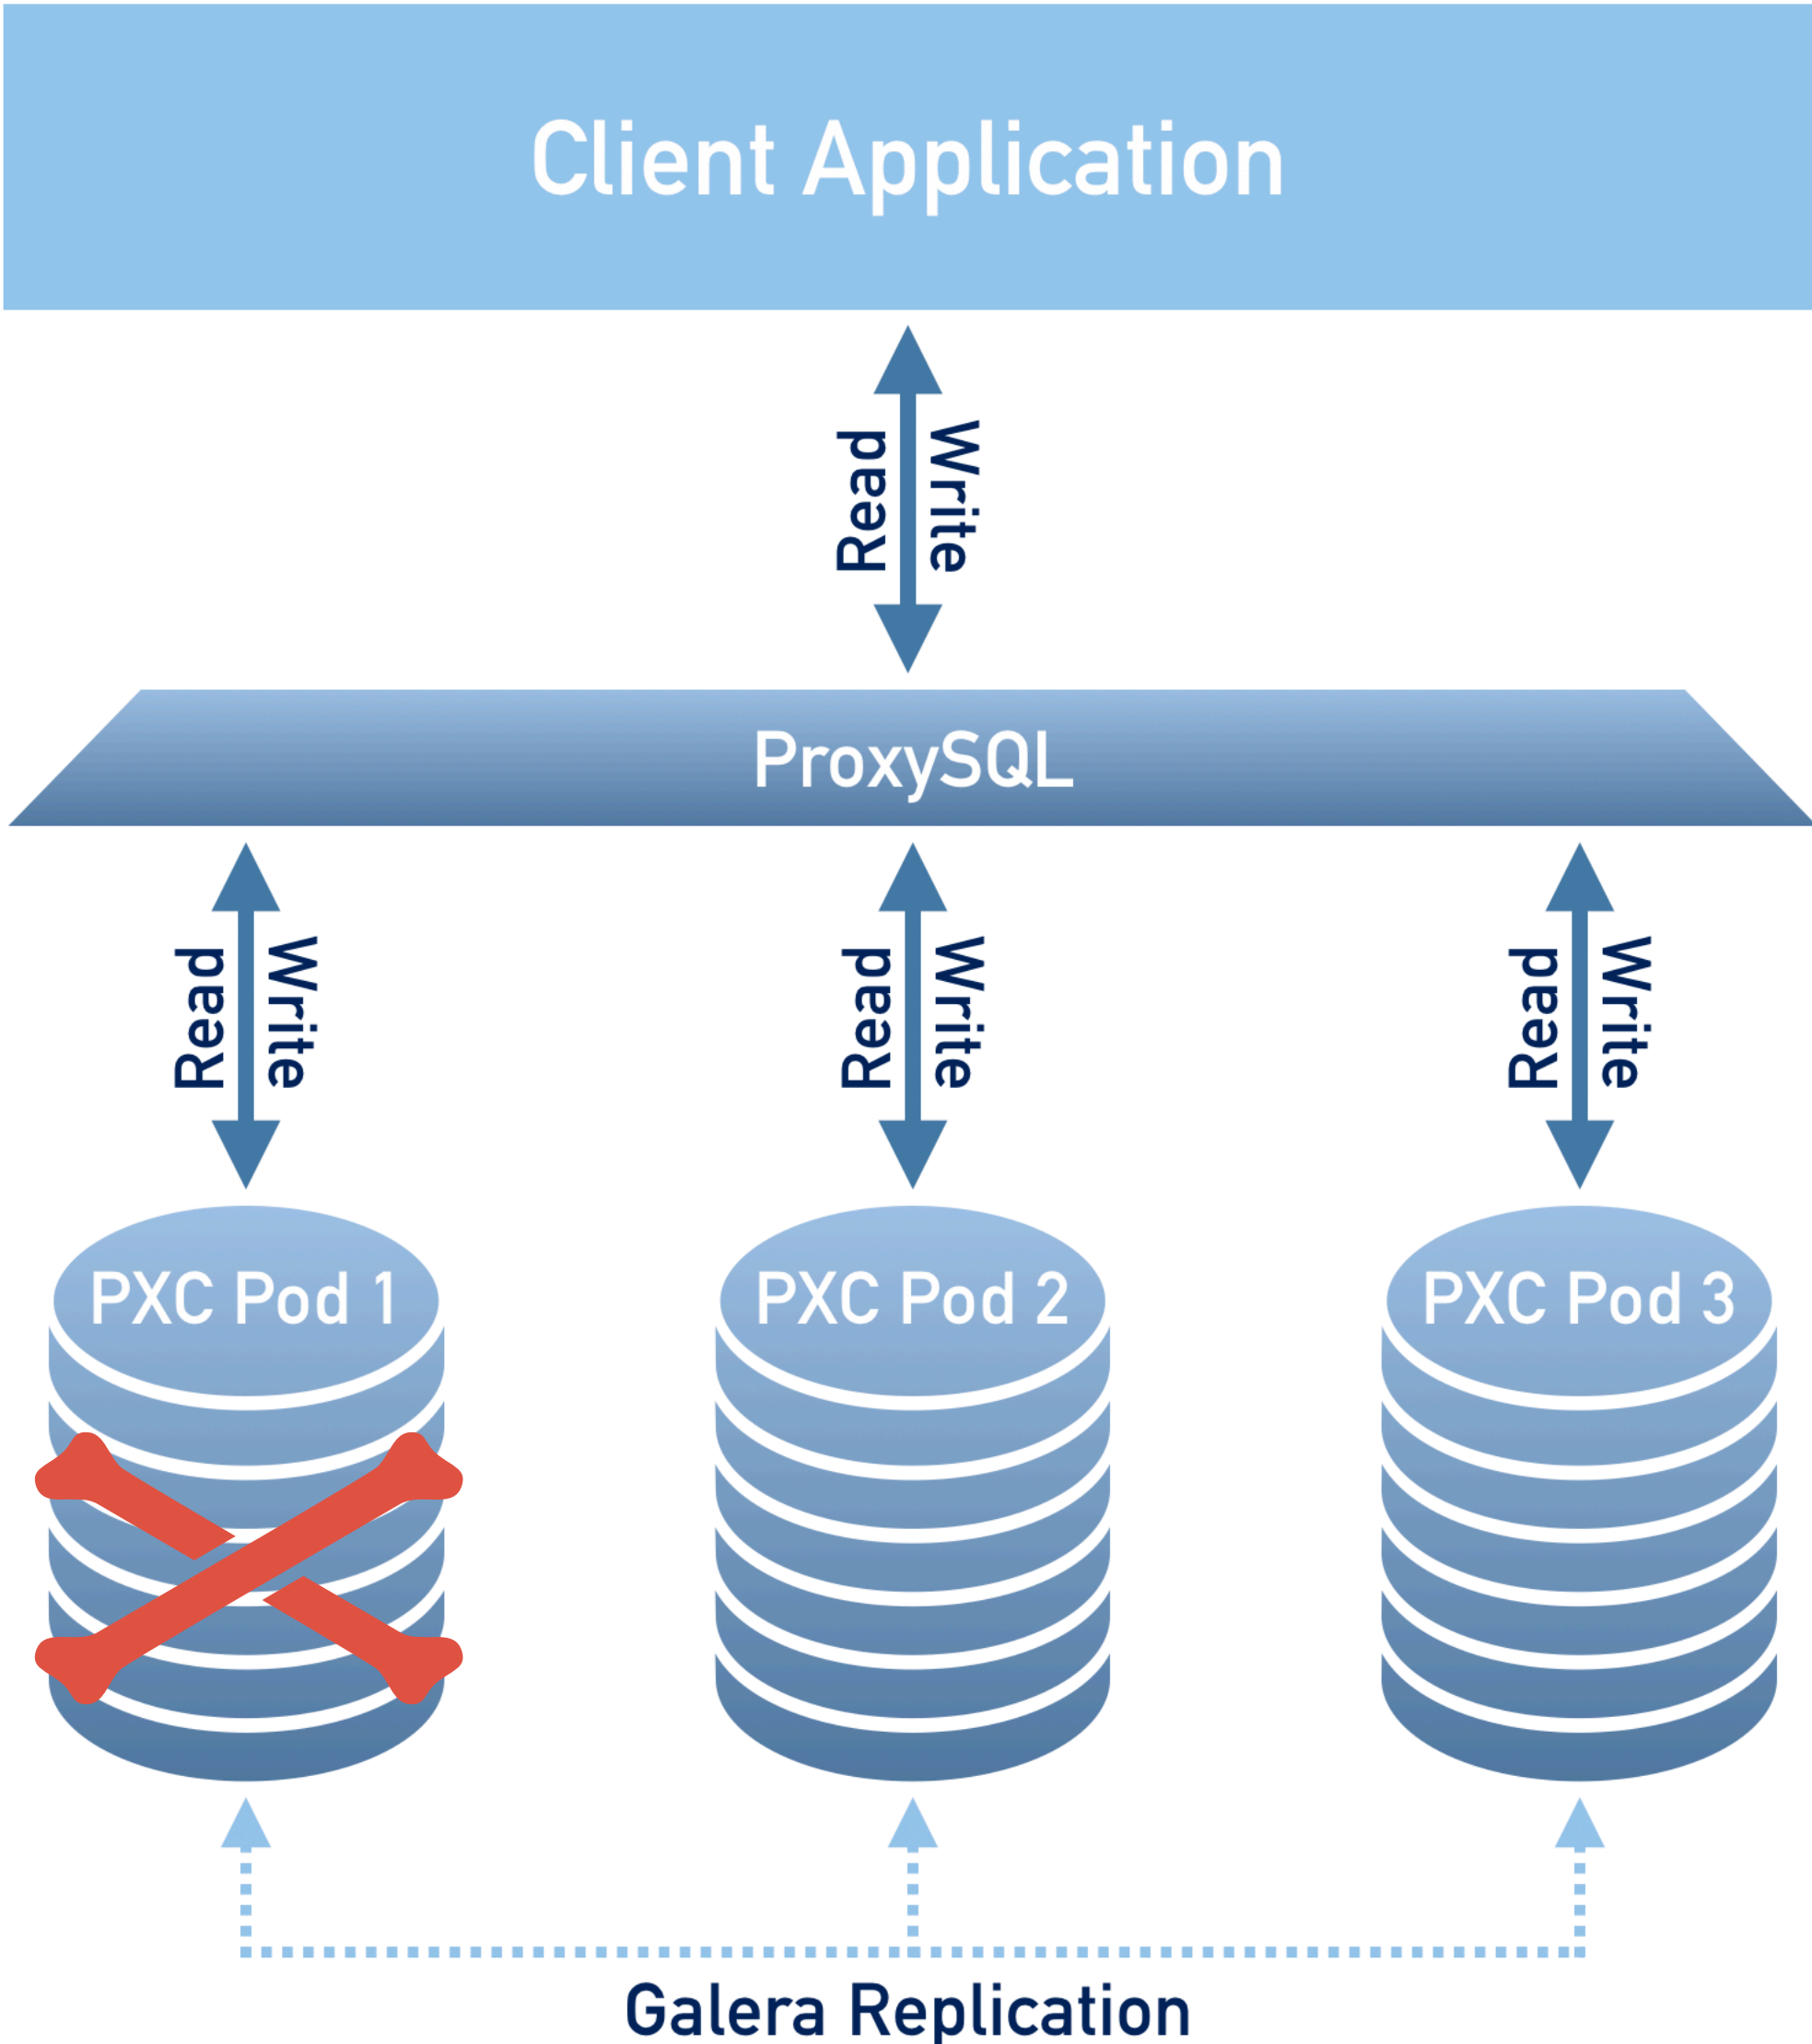 Client Application
Read
Write
ProxySQL
Read
Write
Read
Write
Read
Write
PXC Pod 1
PXC Pod 2
PXC Pod 3
Galera Replication